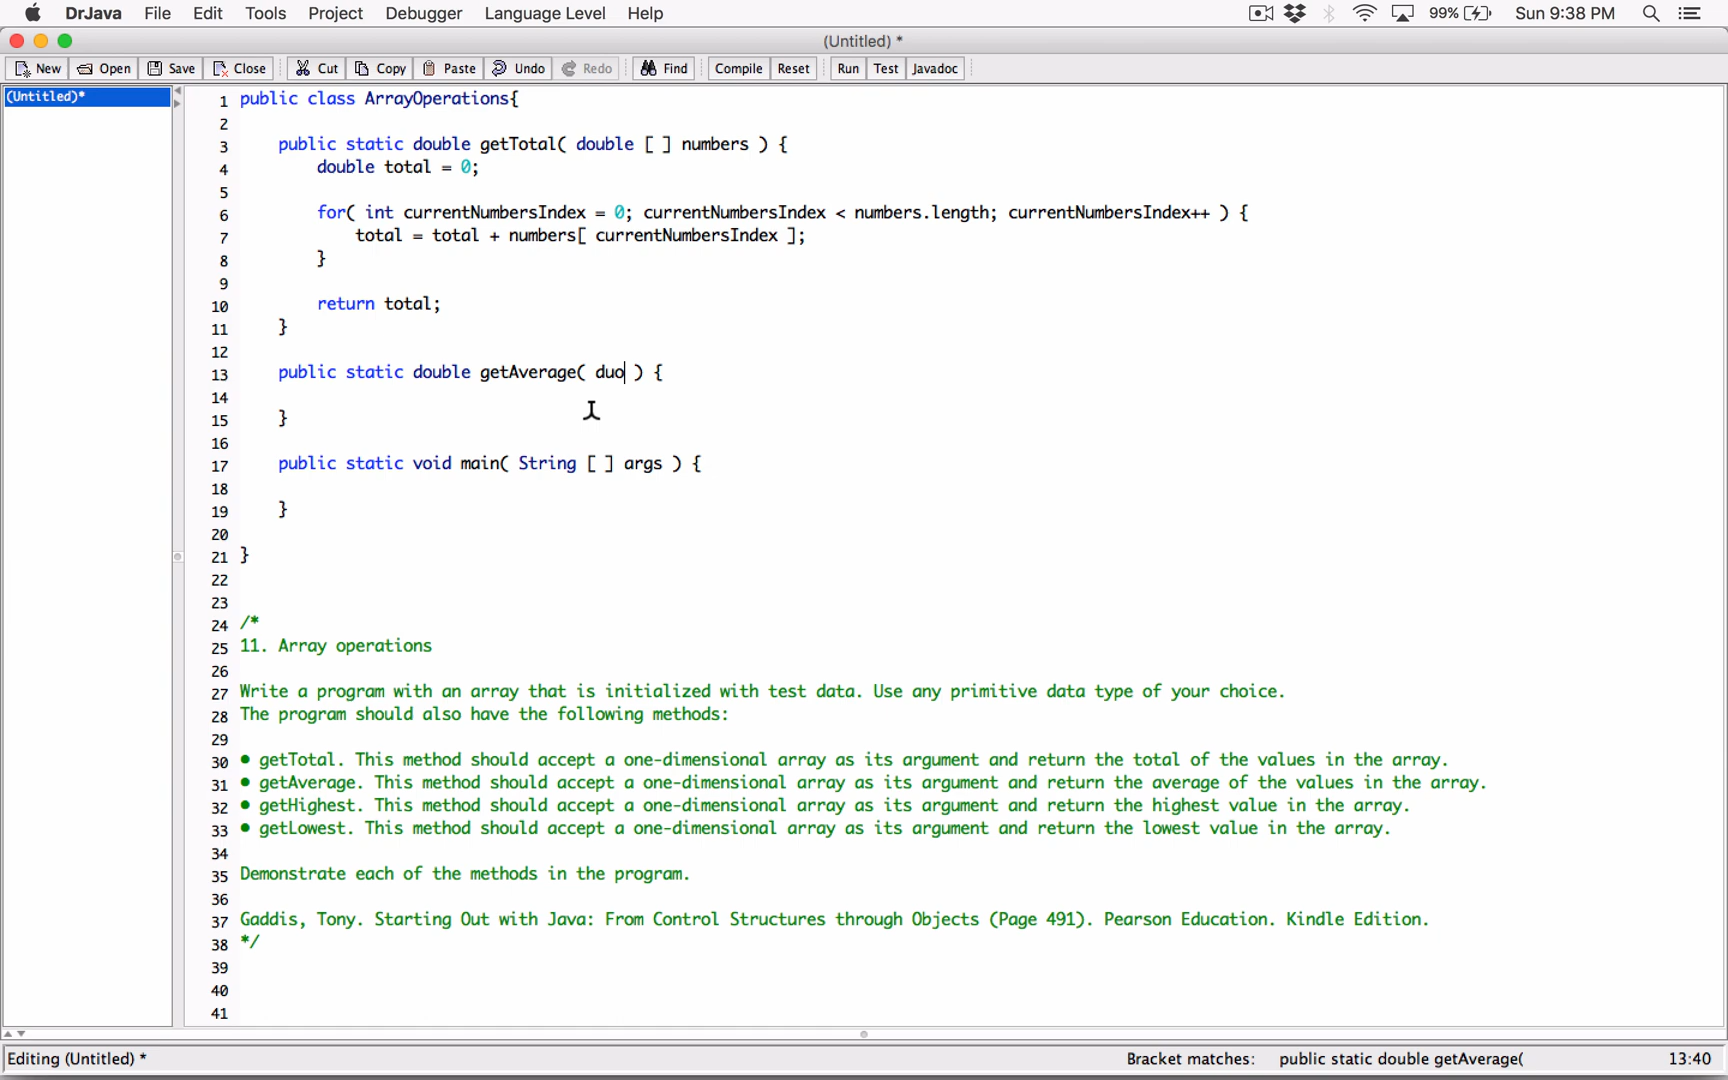 DrJava File Edit Tools Project Debugger Language Level Help 99% Sun 9:38 PM
(Untitled) *
New Open Save Close Cut Copy Paste Undo Redo Find Compile Reset Run Test Javadoc
(Untitled)*
1 public class ArrayOperations{
2
3 public static double getTotal( double [ ] numbers ) {
4 double total = 0;
5
6 for( int currentNumbersIndex = 0; currentNumbersIndex < numbers.length; currentNumbersIndex++ ) {
7 total = total + numbers[ currentNumbersIndex ];
8 }
9
10 return total;
11 }
12
13 public static double getAverage( duo ) {
14
15 }
16
17 public static void main( String [ ] args ) {
18
19 }
20
21 }
22
23
24 /*
25 11. Array operations
26
27 Write a program with an array that is initialized with test data. Use any primitive data type of your choice.
28 The program should also have the following methods:
29
30 • getTotal. This method should accept a one-dimensional array as its argument and return the total of the values in the array.
31 • getAverage. This method should accept a one-dimensional array as its argument and return the average of the values in the array.
32 • getHighest. This method should accept a one-dimensional array as its argument and return the highest value in the array.
33 • getLowest. This method should accept a one-dimensional array as its argument and return the lowest value in the array.
34
35 Demonstrate each of the methods in the program.
36
37 Gaddis, Tony. Starting Out with Java: From Control Structures through Objects (Page 491). Pearson Education. Kindle Edition.
38 */
39
40
41
Editing (Untitled) * Bracket matches: public static double getAverage( 13:40